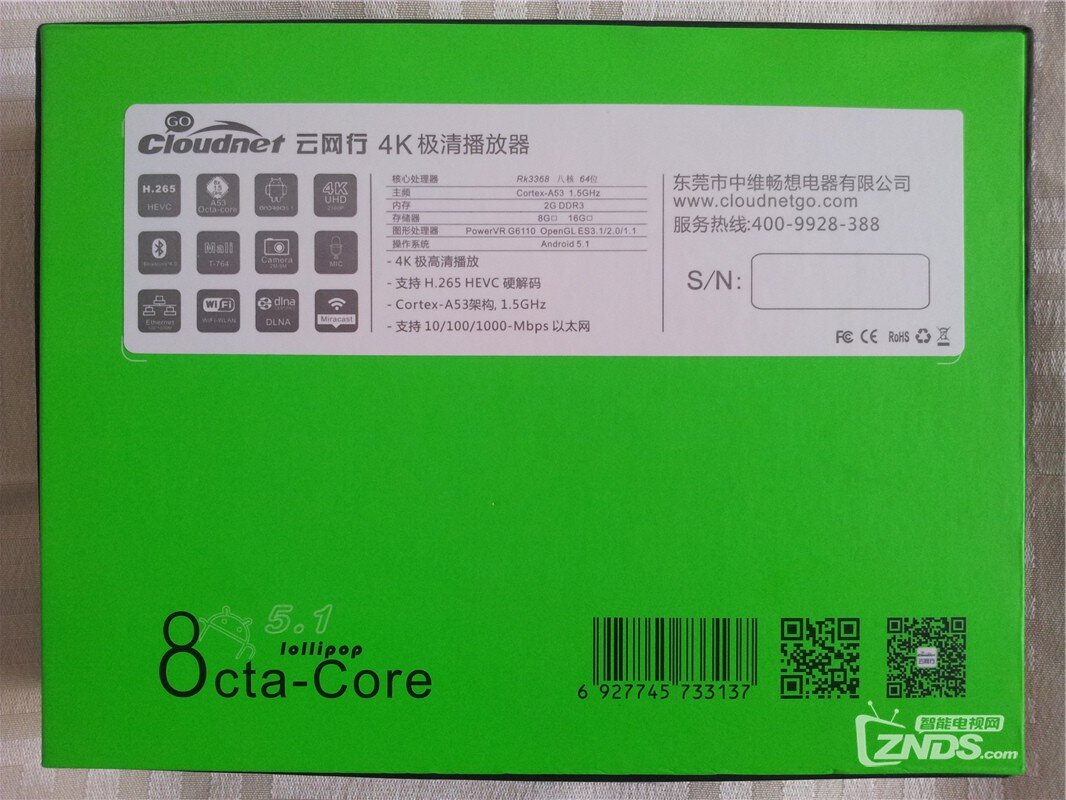 GO
Cloudnet 云网行 4K极清播放器
H.265
HEVC
A53
Octa-core
4K
UHD
Bluetooth4.0
Mali
T-764
Camera
MIC
Ethernet
WiFi
WIFI-WLAN
dlna
DLNA
Miracast
核心处理器 Rk3368 八核 64位
主频 Cortex-A53 1.5GHz
内存 2G DDR3
存储器 8G□ 16G□
图形处理器 PowerVR G6110 OpenGL ES3.1/2.0/1.1
操作系统 Android 5.1
- 4K 极高清播放
- 支持 H.265 HEVC 硬解码
- Cortex-A53架构, 1.5GHz
- 支持 10/100/1000-Mbps 以太网
东莞市中维畅想电器有限公司
www.cloudnetgo.com
服务热线:400-9928-388
S/N:
FC CE RoHS
5.1
lollipop
8cta-Core
6 927745 733137
云网行
智能电视网
ZNDS.com